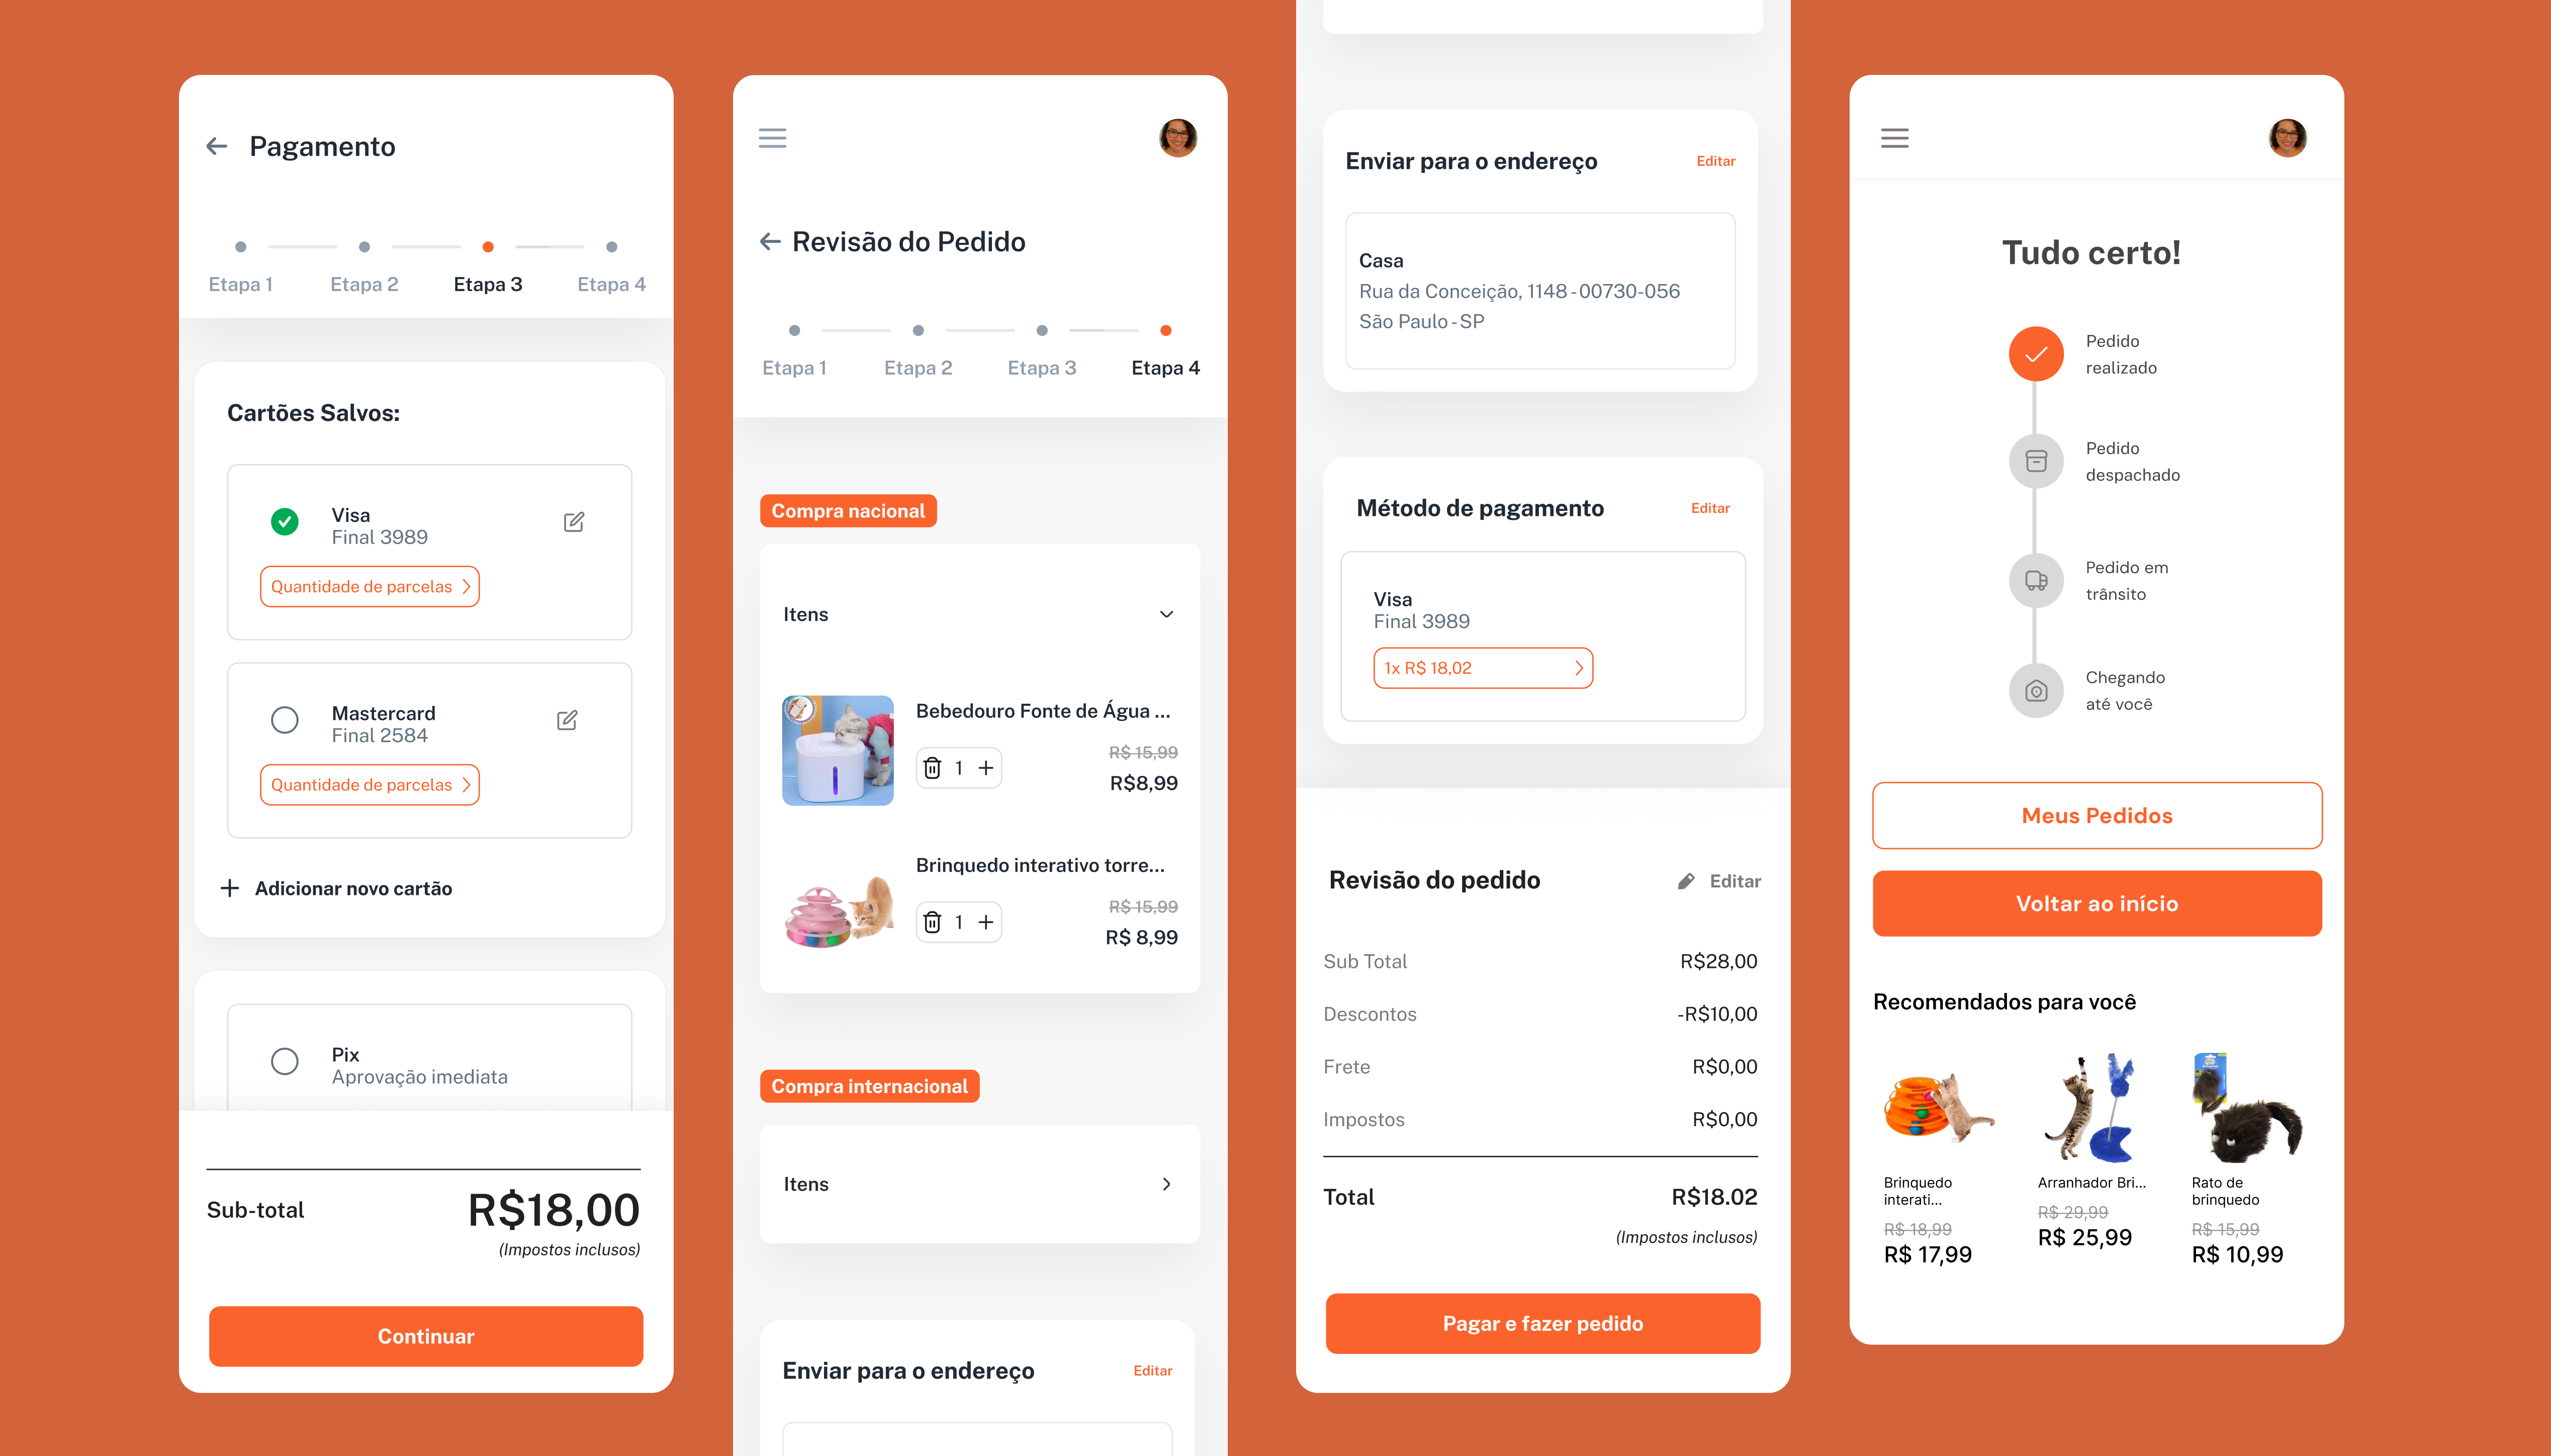 Pagamento
Etapa 1
Etapa 2
Etapa 3
Etapa 4
Cartões Salvos:
Visa
Final 3989
Quantidade de parcelas
Mastercard
Final 2584
Quantidade de parcelas
Adicionar novo cartão
Pix
Aprovação imediata
Sub-total
R$18,00
(Impostos inclusos)
Continuar
Revisão do Pedido
Etapa 1
Etapa 2
Etapa 3
Etapa 4
Compra nacional
Itens
Bebedouro Fonte de Água ...
R$ 15,99
1
R$8,99
Brinquedo interativo torre...
R$ 15,99
1
R$ 8,99
Compra internacional
Itens
Enviar para o endereço
Editar
Enviar para o endereço
Editar
Casa
Rua da Conceição, 1148 - 00730-056
São Paulo - SP
Método de pagamento
Editar
Visa
Final 3989
1x R$ 18,02
Revisão do pedido
Editar
Sub Total
R$28,00
Descontos
-R$10,00
Frete
R$0,00
Impostos
R$0,00
Total
R$18.02
(Impostos inclusos)
Pagar e fazer pedido
Tudo certo!
Pedido
realizado
Pedido
despachado
Pedido em
trânsito
Chegando
até você
Meus Pedidos
Voltar ao início
Recomendados para você
Brinquedo
interati...
R$ 18,99
R$ 17,99
Arranhador Bri...
R$ 29,99
R$ 25,99
Rato de
brinquedo
R$ 15,99
R$ 10,99